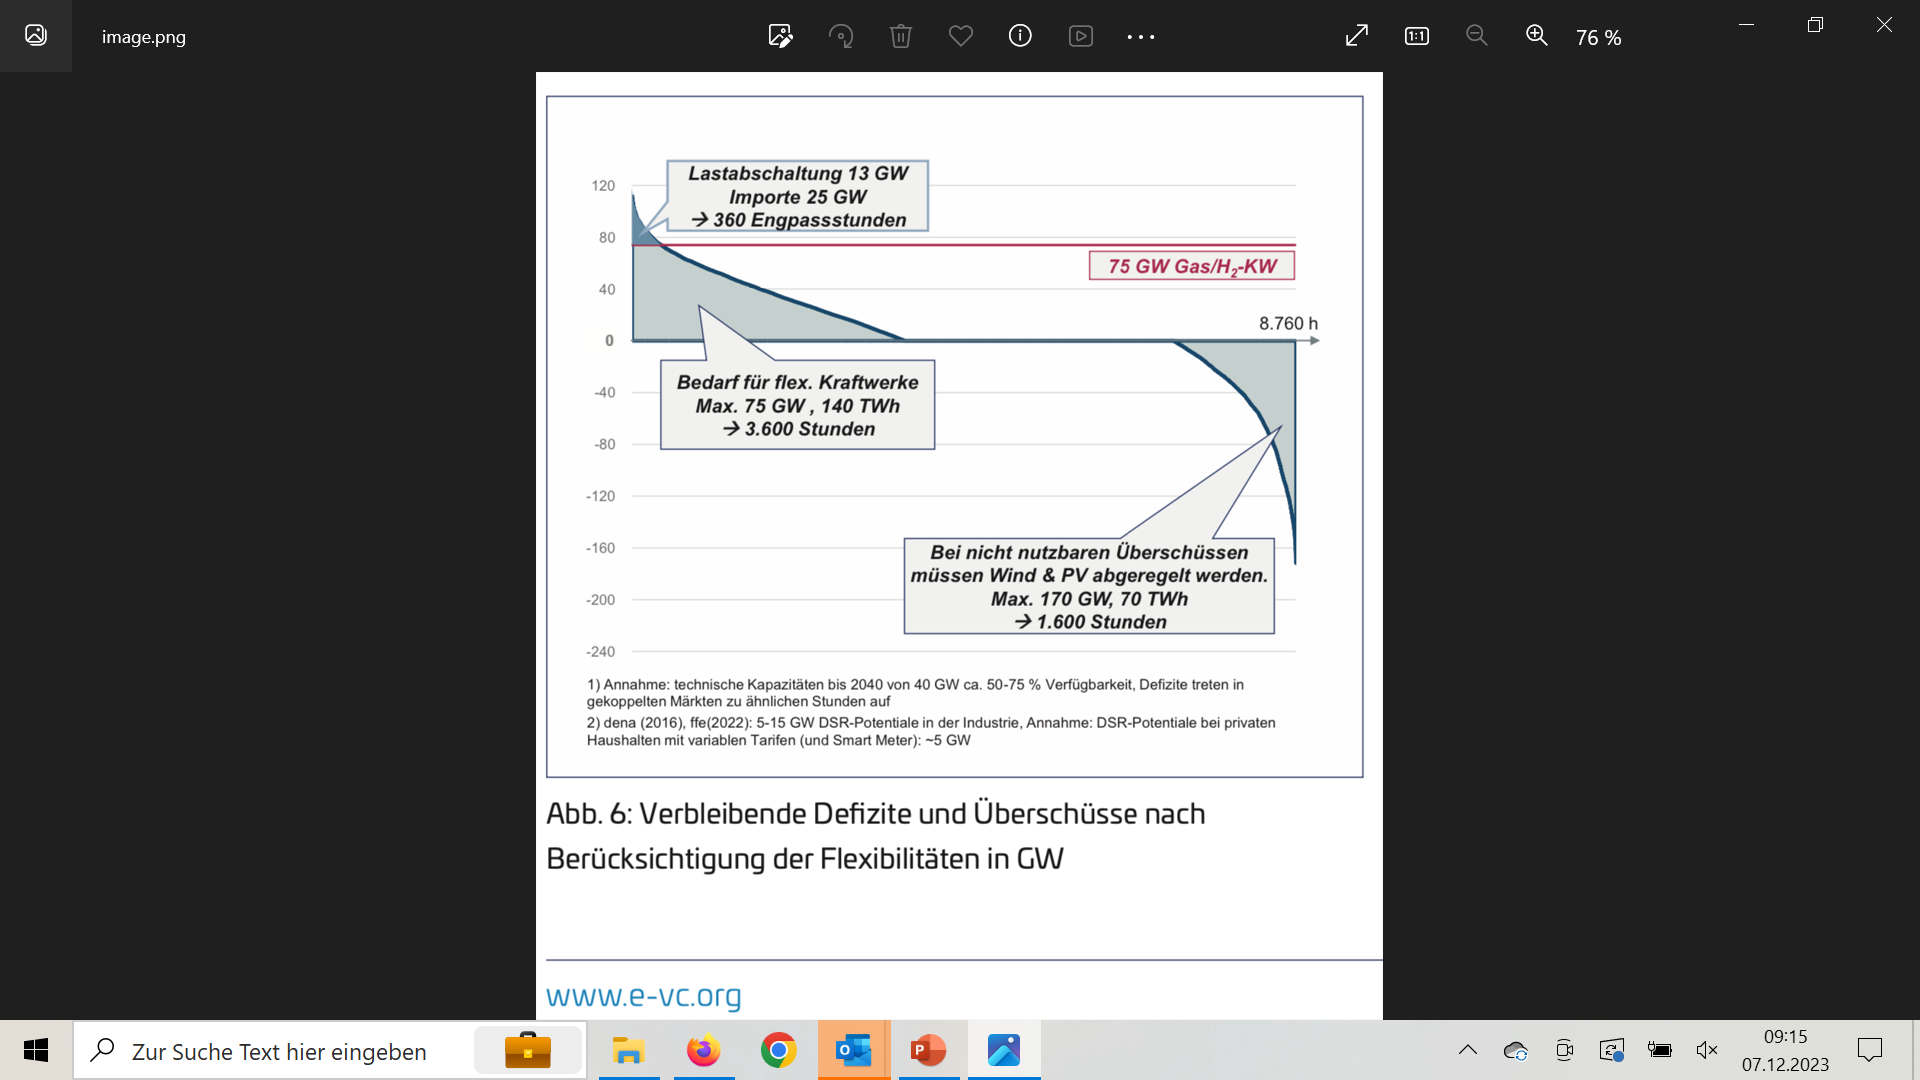 image.png
76 %
120
80
40
0
-40
-80
-120
-160
-200
-240
Lastabschaltung 13 GW
Importe 25 GW
→ 360 Engpassstunden
75 GW Gas/H₂-KW
8.760 h
Bedarf für flex. Kraftwerke
Max. 75 GW , 140 TWh
→ 3.600 Stunden
Bei nicht nutzbaren Überschüssen
müssen Wind & PV abgeregelt werden.
Max. 170 GW, 70 TWh
→ 1.600 Stunden
1) Annahme: technische Kapazitäten bis 2040 von 40 GW ca. 50-75 % Verfügbarkeit, Defizite treten in
gekoppelten Märkten zu ähnlichen Stunden auf
2) dena (2016), ffe(2022): 5-15 GW DSR-Potentiale in der Industrie, Annahme: DSR-Potentiale bei privaten
Haushalten mit variablen Tarifen (und Smart Meter): ~5 GW
Abb. 6: Verbleibende Defizite und Überschüsse nach
Berücksichtigung der Flexibilitäten in GW
www.e-vc.org
Zur Suche Text hier eingeben
09:15
07.12.2023